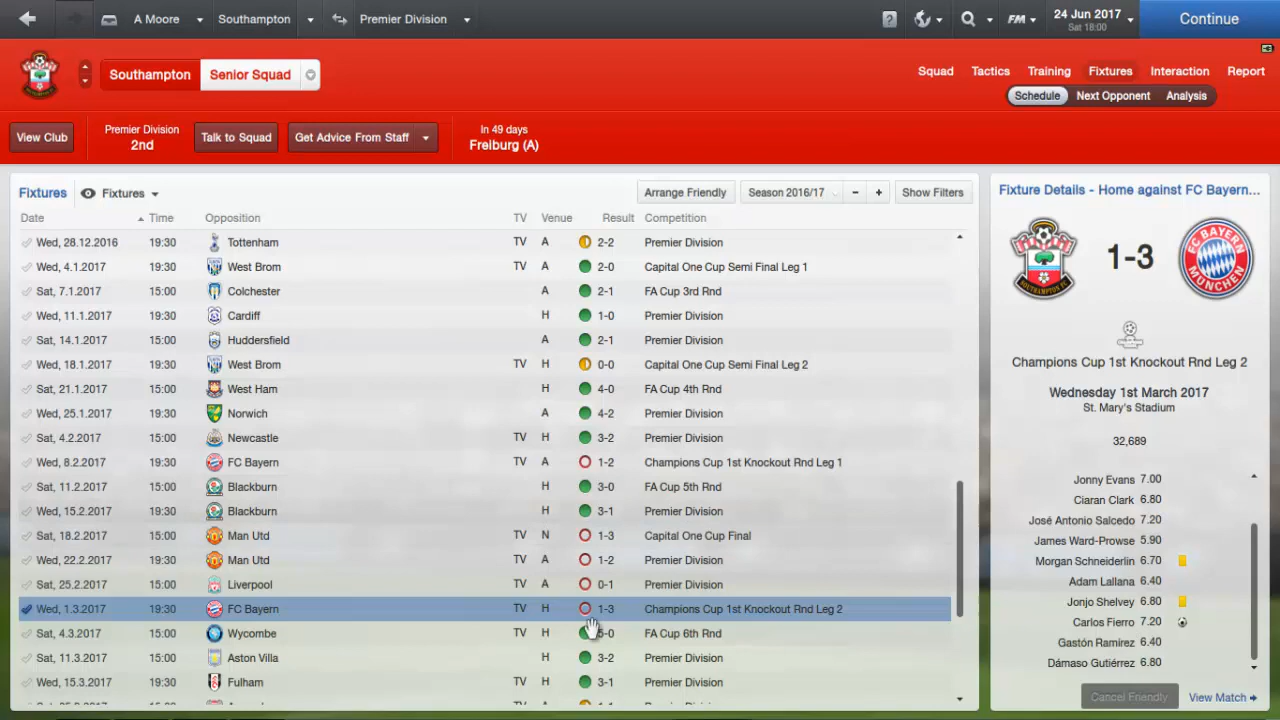 A Moore Southampton Premier Division ? FM 24 Jun 2017 Sat 18:00 Continue
Southampton Senior Squad Squad Tactics Training Fixtures Interaction Report
Schedule Next Opponent Analysis
View Club Premier Division 2nd Talk to Squad Get Advice From Staff In 49 days Freiburg (A)
Fixtures Fixtures Arrange Friendly Season 2016/17 - + Show Filters
Date Time Opposition TV Venue Result Competition
Wed, 28.12.2016 19:30 Tottenham TV A 2-2 Premier Division
Wed, 4.1.2017 19:30 West Brom TV A 2-0 Capital One Cup Semi Final Leg 1
Sat, 7.1.2017 15:00 Colchester A 2-1 FA Cup 3rd Rnd
Wed, 11.1.2017 19:30 Cardiff H 1-0 Premier Division
Sat, 14.1.2017 15:00 Huddersfield A 2-1 Premier Division
Wed, 18.1.2017 19:30 West Brom TV H 0-0 Capital One Cup Semi Final Leg 2
Sat, 21.1.2017 15:00 West Ham H 4-0 FA Cup 4th Rnd
Wed, 25.1.2017 19:30 Norwich A 4-2 Premier Division
Sat, 4.2.2017 15:00 Newcastle TV H 3-2 Premier Division
Wed, 8.2.2017 19:30 FC Bayern TV A 1-2 Champions Cup 1st Knockout Rnd Leg 1
Sat, 11.2.2017 15:00 Blackburn H 3-0 FA Cup 5th Rnd
Wed, 15.2.2017 19:30 Blackburn H 3-1 Premier Division
Sat, 18.2.2017 15:00 Man Utd TV N 1-3 Capital One Cup Final
Wed, 22.2.2017 19:30 Man Utd TV A 1-2 Premier Division
Sat, 25.2.2017 15:00 Liverpool TV A 0-1 Premier Division
Wed, 1.3.2017 19:30 FC Bayern TV H 1-3 Champions Cup 1st Knockout Rnd Leg 2
Sat, 4.3.2017 15:00 Wycombe TV H -0 FA Cup 6th Rnd
Sat, 11.3.2017 15:00 Aston Villa H 3-2 Premier Division
Wed, 15.3.2017 19:30 Fulham TV H 3-1 Premier Division
Fixture Details - Home against FC Bayern...
FC BAYERN MÜNCHEN
SOUTHAMPTON FC
1-3
Champions Cup 1st Knockout Rnd Leg 2
Wednesday 1st March 2017
St. Mary's Stadium
32,689
Jonny Evans 7.00
Ciaran Clark 6.80
José Antonio Salcedo 7.20
James Ward-Prowse 5.90
Morgan Schneiderlin 6.70
Adam Lallana 6.40
Jonjo Shelvey 6.80
Carlos Fierro 7.20
Gastón Ramírez 6.40
Dámaso Gutiérrez 6.80
Cancel Friendly View Match